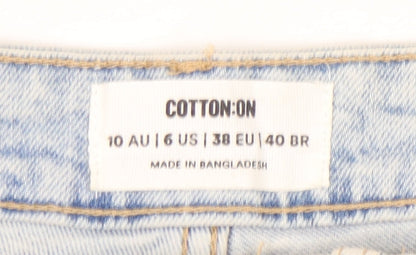 COTTON:ON
10 AU | 6 US | 38 EU | 40 BR
MADE IN BANGLADESH